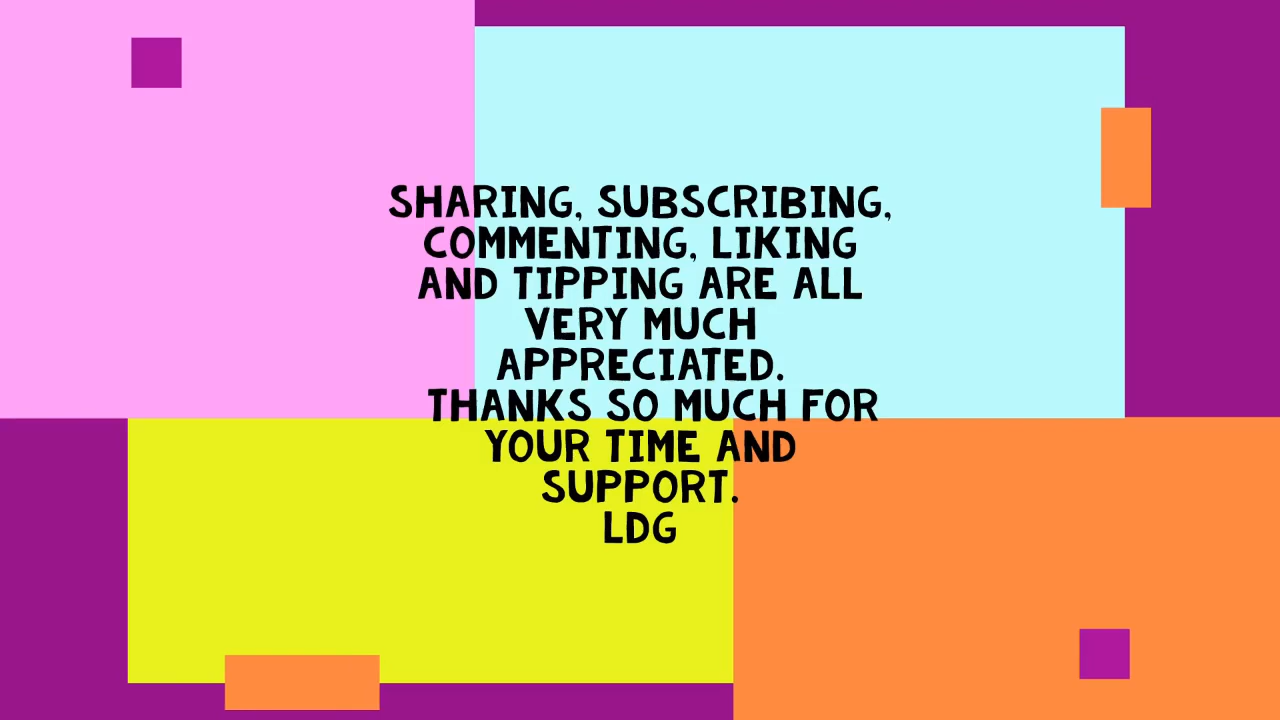 SHARING, SUBSCRIBING,
COMMENTING, LIKING
AND TIPPING ARE ALL
VERY MUCH
APPRECIATED.
THANKS SO MUCH FOR
YOUR TIME AND
SUPPORT.
LDG